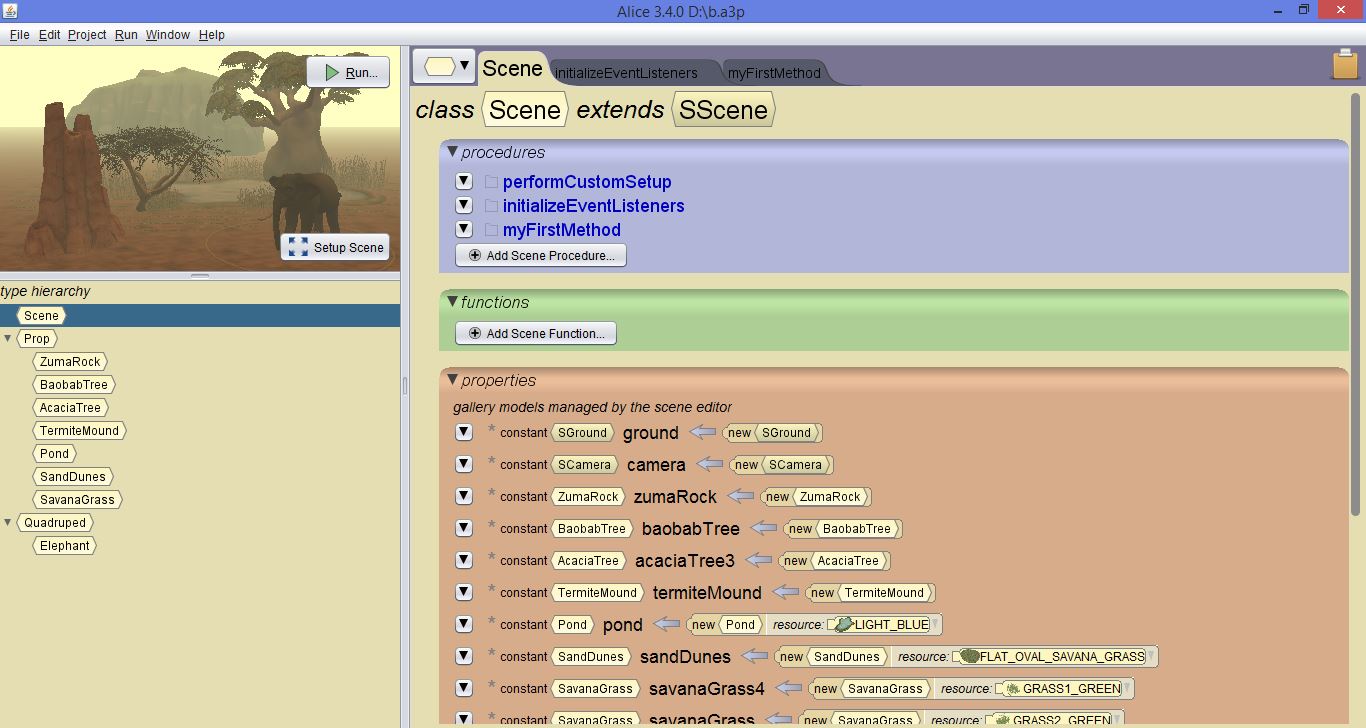 Alice 3.4.0 D:\b.a3p
File Edit Project Run Window Help
Run...
Setup Scene
type hierarchy
Scene
Prop
ZumaRock
BaobabTree
AcaciaTree
TermiteMound
Pond
SandDunes
SavanaGrass
Quadruped
Elephant
Scene initializeEventListeners myFirstMethod
class Scene extends SScene
procedures
performCustomSetup
initializeEventListeners
myFirstMethod
Add Scene Procedure...
functions
Add Scene Function...
properties
gallery models managed by the scene editor
* constant SGround ground new SGround
* constant SCamera camera new SCamera
* constant ZumaRock zumaRock new ZumaRock
* constant BaobabTree baobabTree new BaobabTree
* constant AcaciaTree acaciaTree3 new AcaciaTree
* constant TermiteMound termiteMound new TermiteMound
* constant Pond pond new Pond resource: LIGHT_BLUE
* constant SandDunes sandDunes new SandDunes resource: FLAT_OVAL_SAVANA_GRASS
* constant SavanaGrass savanaGrass4 new SavanaGrass resource: GRASS1_GREEN
* constant SavanaGrass savanaGrass new SavanaGrass resource: GRASS2_GREEN